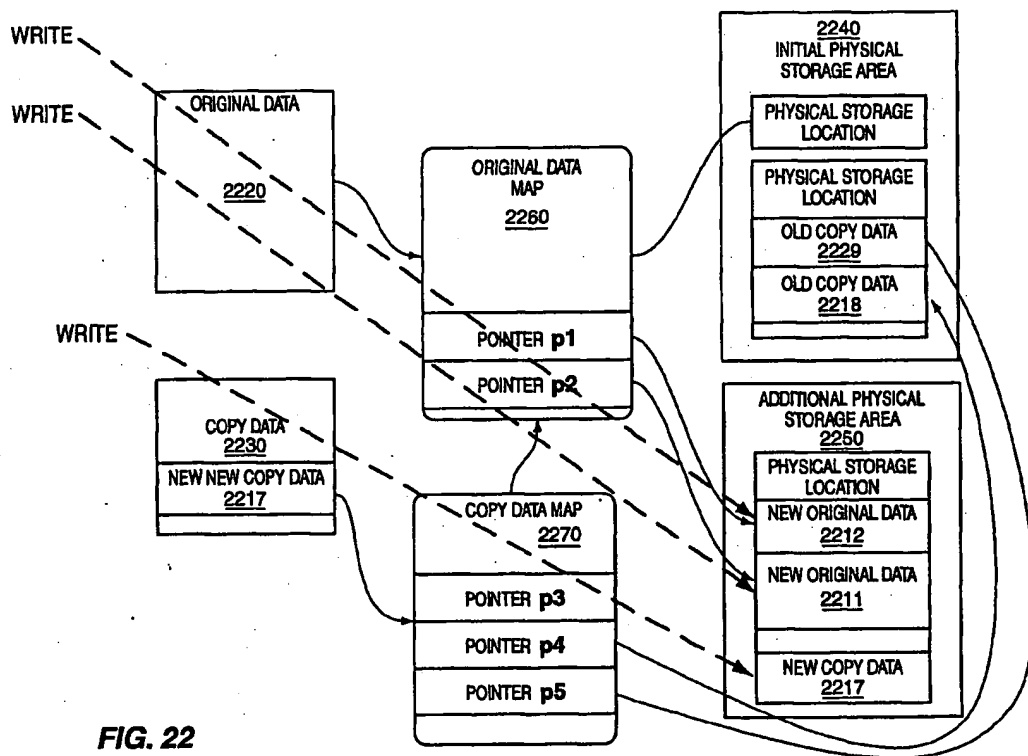 WRITE
WRITE
ORIGINAL DATA
2220
WRITE
COPY DATA
2230
NEW NEW COPY DATA
2217
ORIGINAL DATA
MAP
2260
POINTER p1
POINTER p2
COPY DATA MAP
2270
POINTER p3
POINTER p4
POINTER p5
2240
INITIAL PHYSICAL
STORAGE AREA
PHYSICAL STORAGE
LOCATION
PHYSICAL STORAGE
LOCATION
OLD COPY DATA
2229
OLD COPY DATA
2218
ADDITIONAL PHYSICAL
STORAGE AREA
2250
PHYSICAL STORAGE
LOCATION
NEW ORIGINAL DATA
2212
NEW ORIGINAL DATA
2211
NEW COPY DATA
2217
FIG. 22